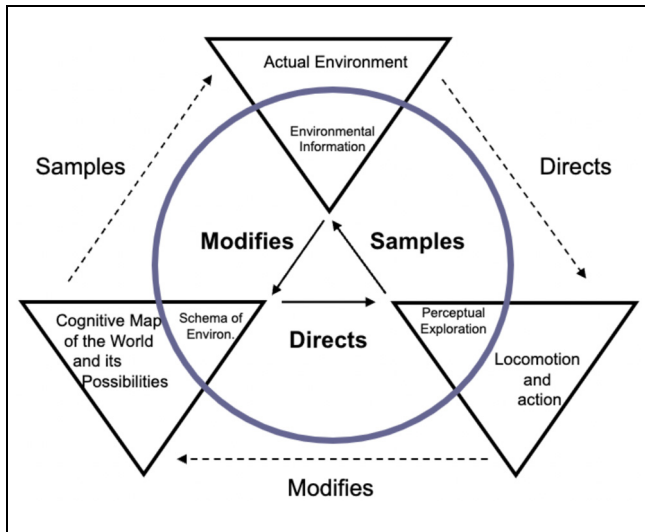 Actual Environment
Environmental
Information
Samples
Directs
Modifies
Samples
Cognitive Map
of the World
and its
Possibilities
Schema of
Environ.
Directs
Perceptual
Exploration
Locomotion
and
action
Modifies